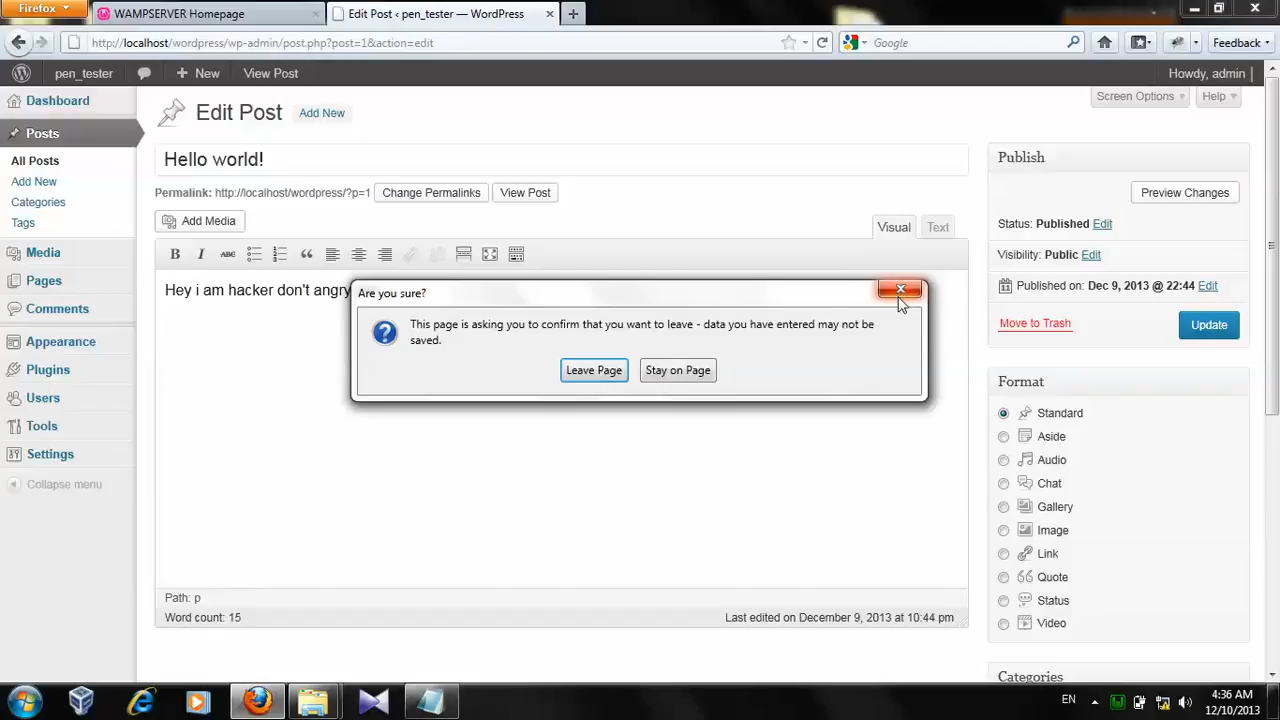 Firefox
WAMPSERVER Homepage
Edit Post ‹ pen_tester — WordPress
http://localhost/wordpress/wp-admin/post.php?post=1&action=edit
Google
Feedback
pen_tester
New
View Post
Howdy, admin
Dashboard
Edit Post
Add New
Screen Options
Help
Posts
Hello world!
Publish
All Posts
Add New
Categories
Tags
Permalink: http://localhost/wordpress/?p=1
Change Permalinks
View Post
Preview Changes
Add Media
Visual
Text
Status: Published Edit
Media
B I ABC
Visibility: Public Edit
Pages
Hey i am hacker don't angry
Published on: Dec 9, 2013 @ 22:44 Edit
Comments
Are you sure?
This page is asking you to confirm that you want to leave - data you have entered may not be
saved.
Leave Page
Stay on Page
Move to Trash
Update
Appearance
Plugins
Users
Tools
Settings
Collapse menu
Format
Standard
Aside
Audio
Chat
Gallery
Image
Link
Quote
Status
Video
Path: p
Word count: 15
Last edited on December 9, 2013 at 10:44 pm
Categories
EN
4:36 AM
12/10/2013